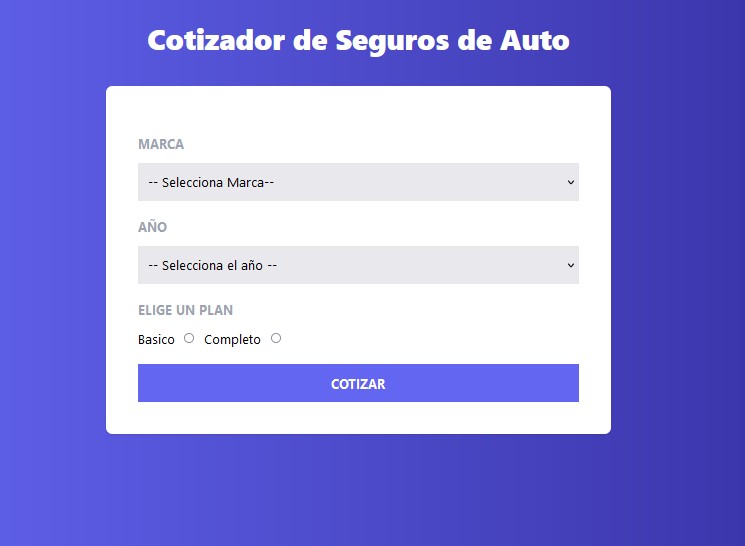 Cotizador de Seguros de Auto
MARCA
-- Selecciona Marca--
AÑO
-- Selecciona el año --
ELIGE UN PLAN
Basico Completo
COTIZAR